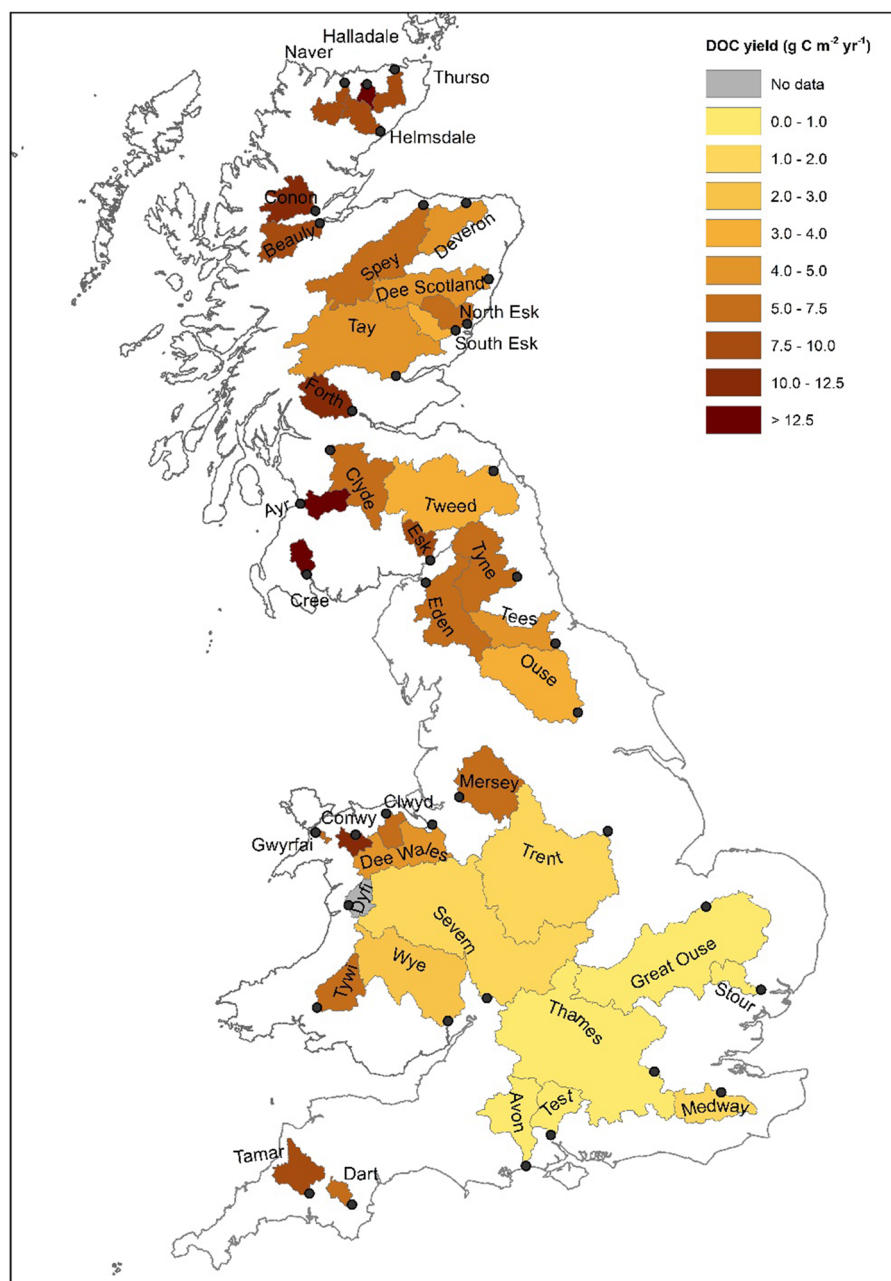 Halladale
Naver
Thurso
Helmsdale
Conon
Beauly
Spey
Deveron
Dee Scotland
North Esk
South Esk
Tay
Forth
Clyde
Ayr
Tweed
Esk
Cree
Tyne
Eden
Tees
Ouse
Mersey
Clwyd
Conwy
Gwyrfai
Dee Wales
Trent
Dyfi
Severn
Wye
Tywi
Great Ouse
Stour
Thames
Medway
Test
Avon
Tamar
Dart
DOC yield (g C m⁻² yr⁻¹)
No data
0.0 - 1.0
1.0 - 2.0
2.0 - 3.0
3.0 - 4.0
4.0 - 5.0
5.0 - 7.5
7.5 - 10.0
10.0 - 12.5
> 12.5